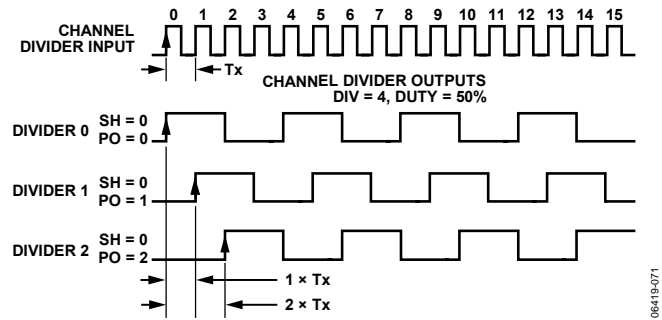 0 1 2 3 4 5 6 7 8 9 10 11 12 13 14 15
CHANNEL
DIVIDER INPUT
Tx
CHANNEL DIVIDER OUTPUTS
DIV = 4, DUTY = 50%
DIVIDER 0
SH = 0
PO = 0
DIVIDER 1
SH = 0
PO = 1
DIVIDER 2
SH = 0
PO = 2
1 × Tx
2 × Tx
06419-071